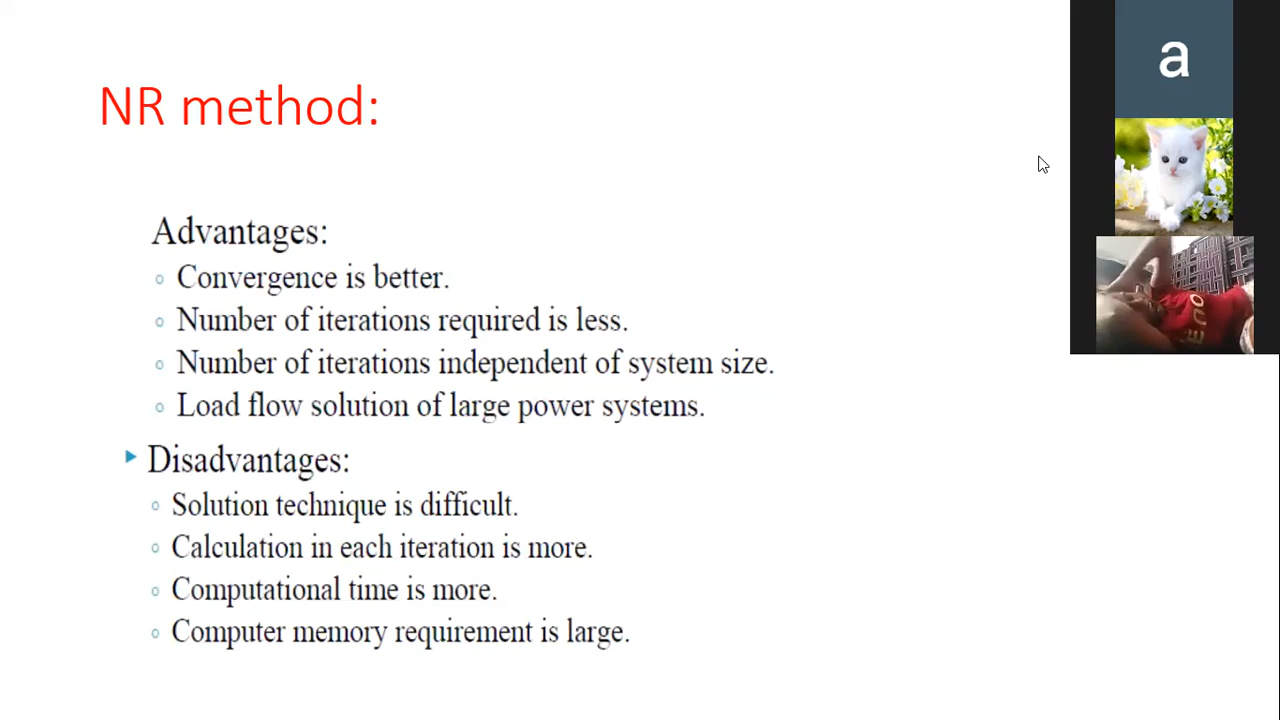 NR method:
Advantages:
Convergence is better.
Number of iterations required is less.
Number of iterations independent of system size.
Load flow solution of large power systems.
Disadvantages:
Solution technique is difficult.
Calculation in each iteration is more.
Computational time is more.
Computer memory requirement is large.
a